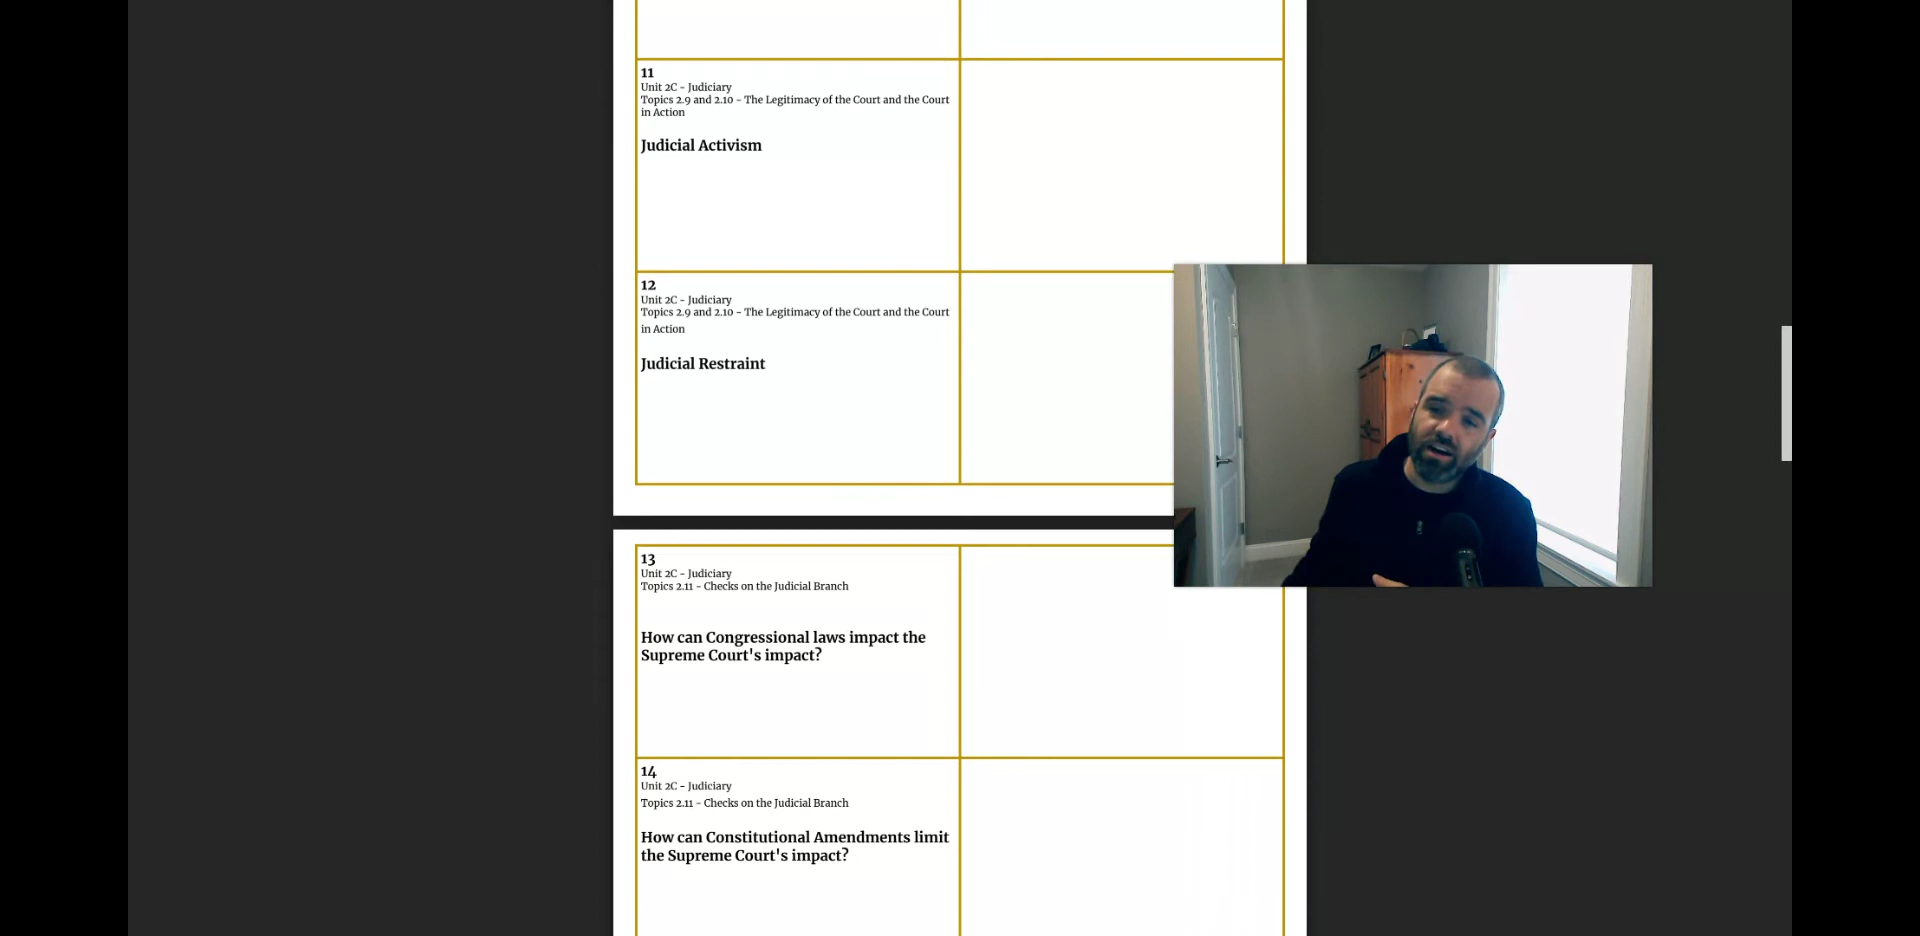 11
Unit 2C - Judiciary
Topics 2.9 and 2.10 - The Legitimacy of the Court and the Court
in Action
Judicial Activism
12
Unit 2C - Judiciary
Topics 2.9 and 2.10 - The Legitimacy of the Court and the Court
in Action
Judicial Restraint
13
Unit 2C - Judiciary
Topics 2.11 - Checks on the Judicial Branch
How can Congressional laws impact the
Supreme Court's impact?
14
Unit 2C - Judiciary
Topics 2.11 - Checks on the Judicial Branch
How can Constitutional Amendments limit
the Supreme Court's impact?